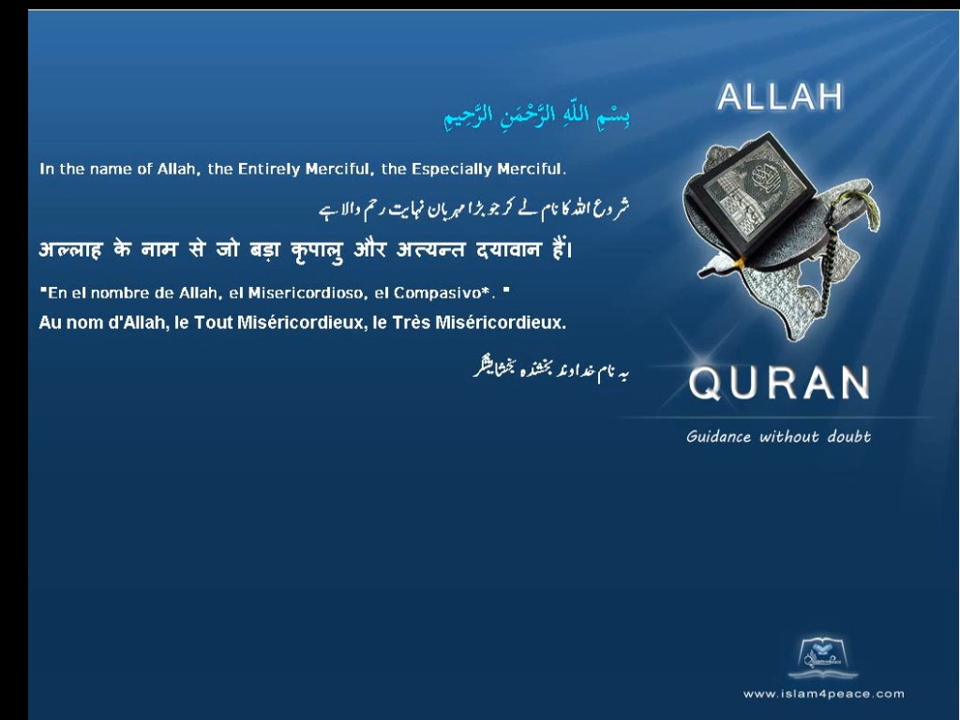 بِسْمِ اللّهِ الرَّحْمَنِ الرَّحِيمِ
In the name of Allah, the Entirely Merciful, the Especially Merciful.
شروع الله کا نام لے کر جو بڑا مہربان نہایت رحم والا ہے
अल्लाह के नाम से जो बड़ा कृपालु और अत्यन्त दयावान हैं।
"En el nombre de Allah, el Misericordioso, el Compasivo*. "
Au nom d'Allah, le Tout Miséricordieux, le Très Miséricordieux.
به نام خداوند بخشنده بخشایشگر
ALLAH
QURAN
Guidance without doubt
www.islam4peace.com